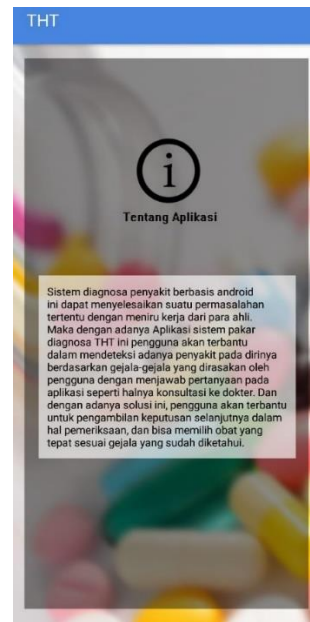 THT
i
Tentang Aplikasi
Sistem diagnosa penyakit berbasis android
ini dapat menyelesaikan suatu permasalahan
tertentu dengan meniru kerja dari para ahli.
Maka dengan adanya Aplikasi sistem pakar
diagnosa THT ini pengguna akan terbantu
dalam mendeteksi adanya penyakit pada dirinya
berdasarkan gejala-gejala yang dirasakan oleh
pengguna dengan menjawab pertanyaan pada
aplikasi seperti halnya konsultasi ke dokter. Dan
dengan adanya solusi ini, pengguna akan terbantu
untuk pengambilan keputusan selanjutnya dalam
hal pemeriksaan, dan bisa memilih obat yang
tepat sesuai gejala yang sudah diketahui.